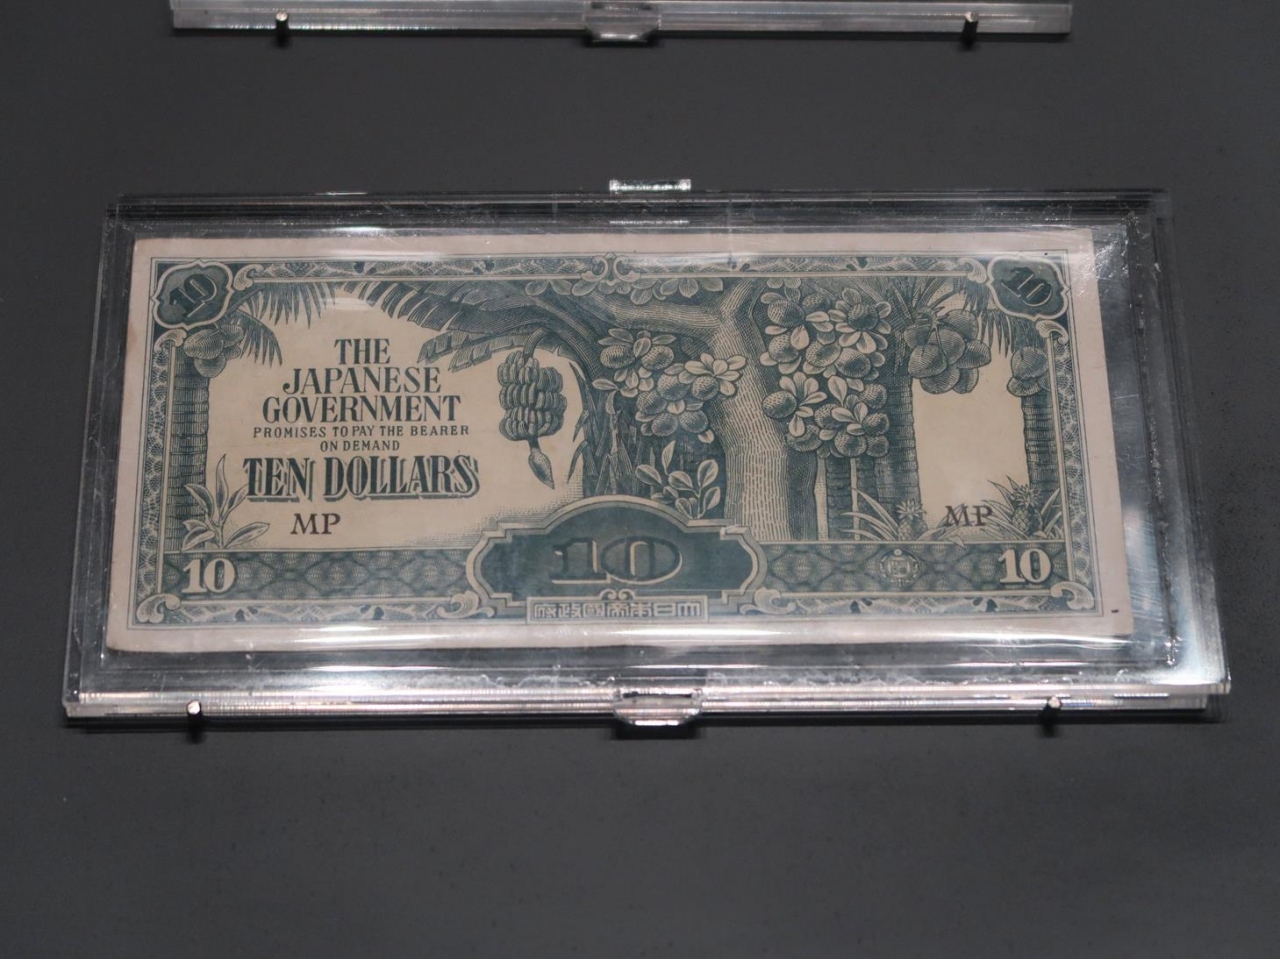 10
10
THE
JAPANESE
GOVERNMENT
PROMISES TO PAY THE BEARER
ON DEMAND
TEN DOLLARS
MP
MP
10
10
10
大日本帝國政府